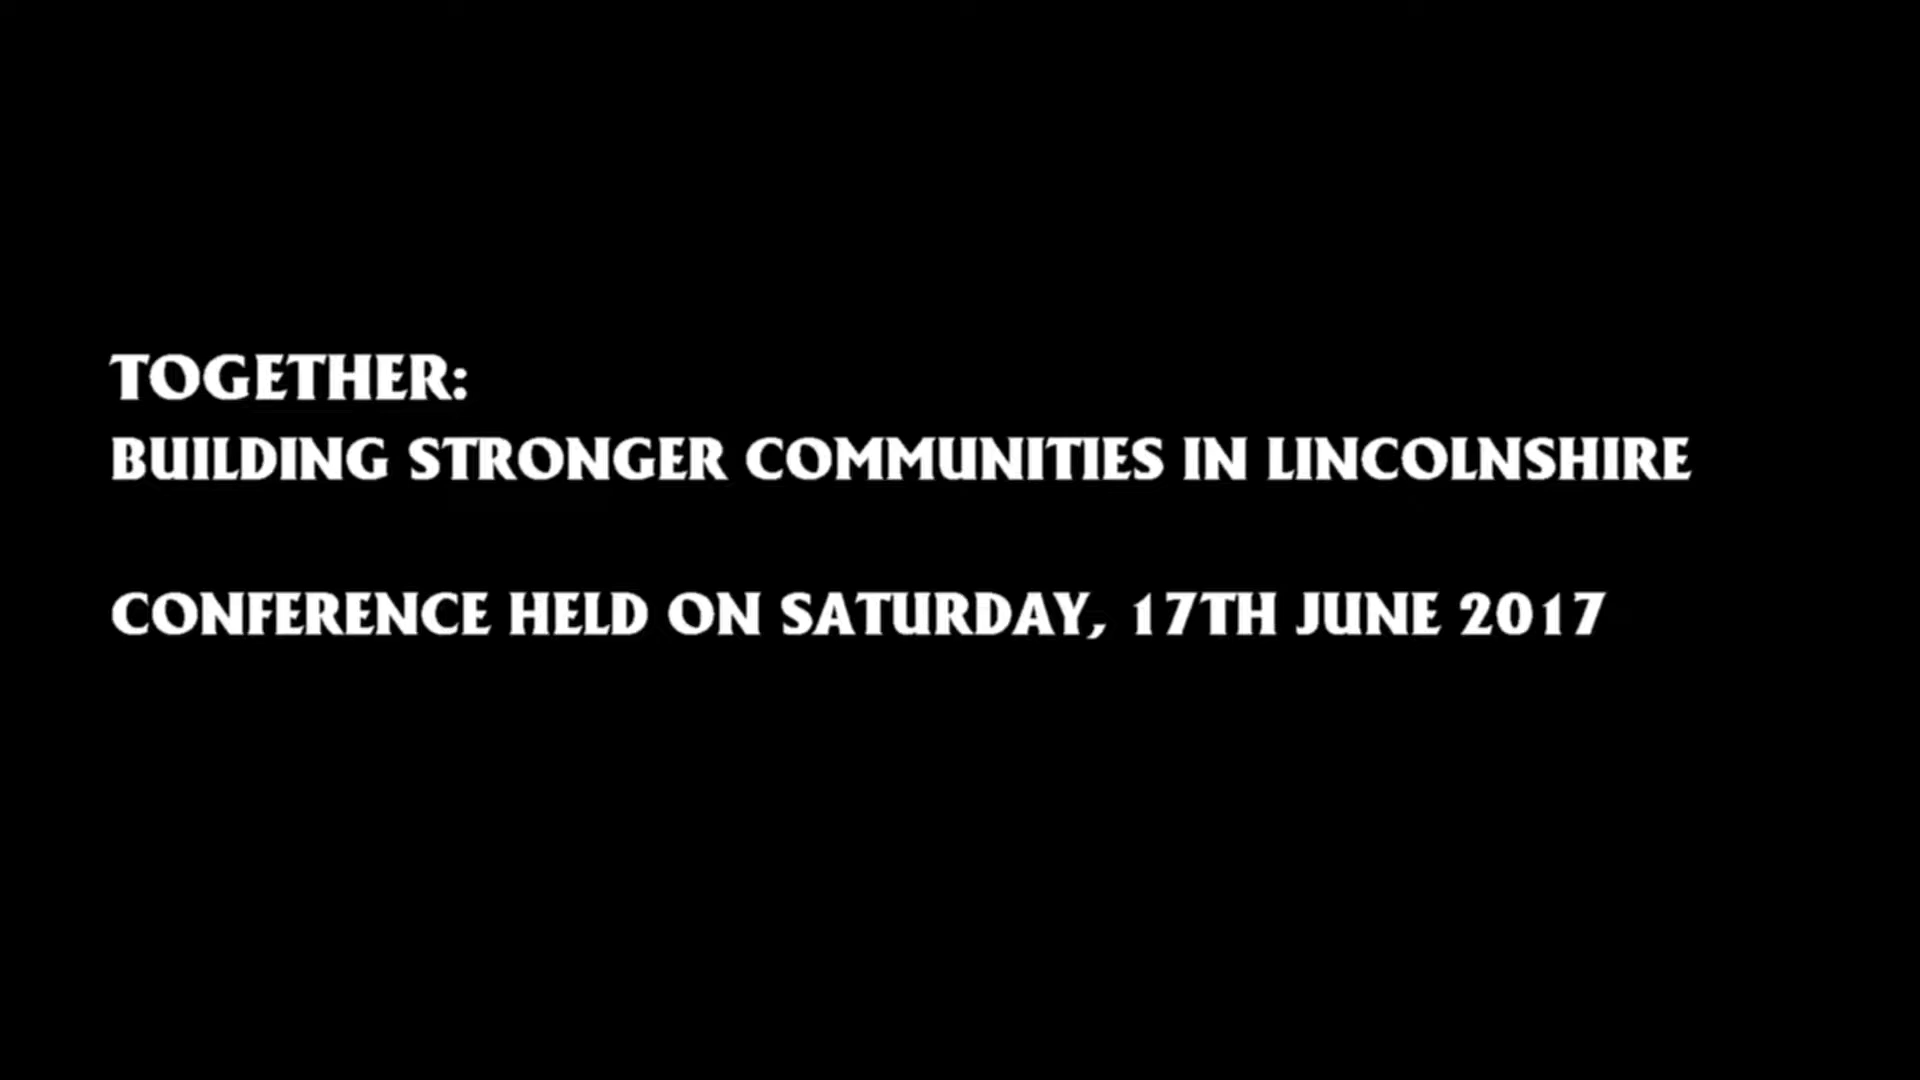 TOGETHER:
BUILDING STRONGER COMMUNITIES IN LINCOLNSHIRE
CONFERENCE HELD ON SATURDAY, 17TH JUNE 2017